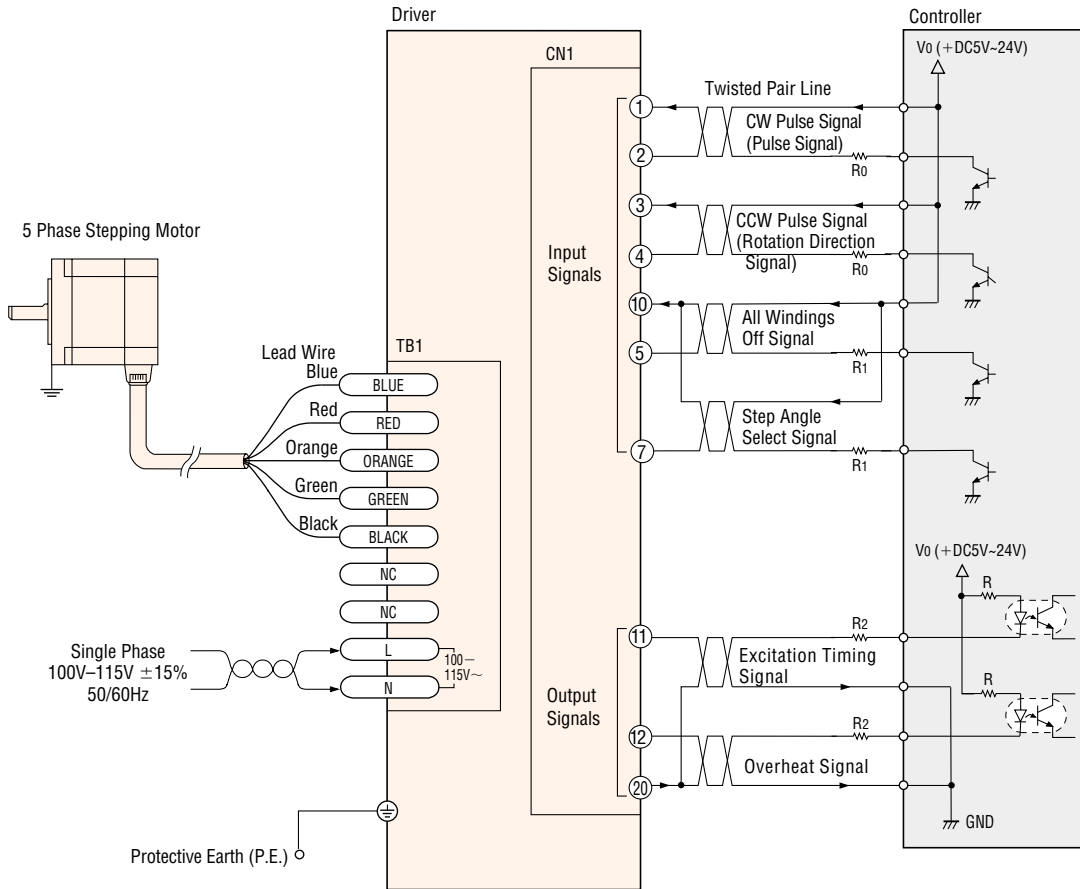 Driver
Controller
CN1
V0 (+DC5V~24V)
Twisted Pair Line
1
CW Pulse Signal
(Pulse Signal)
2
R0
3
CCW Pulse Signal
(Rotation Direction
Signal)
4
R0
5 Phase Stepping Motor
Input
Signals
10
All Windings
Off Signal
5
R1
Step Angle
Select Signal
7
R1
TB1
Lead Wire
Blue
BLUE
Red
RED
Orange
ORANGE
Green
GREEN
Black
BLACK
NC
NC
Single Phase
100V–115V ±15%
50/60Hz
L
N
100–
115V~
V0 (+DC5V~24V)
R
11
R2
Excitation Timing
Signal
R
Output
Signals
12
R2
Overheat Signal
20
GND
Protective Earth (P.E.)